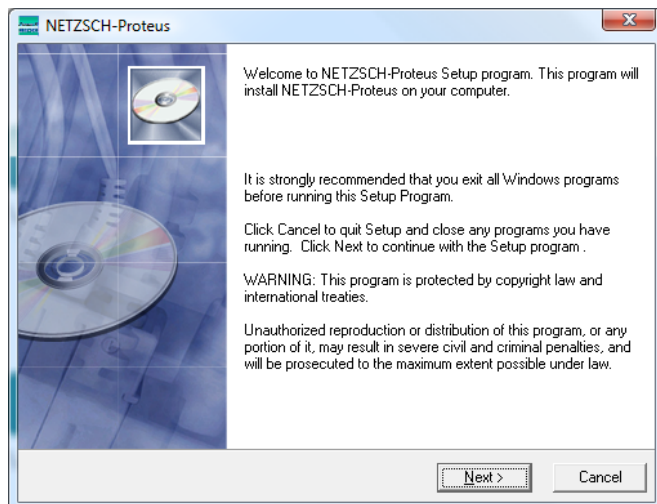 NETZSCH-Proteus
Welcome to NETZSCH-Proteus Setup program. This program will
install NETZSCH-Proteus on your computer.
It is strongly recommended that you exit all Windows programs
before running this Setup Program.
Click Cancel to quit Setup and close any programs you have
running.  Click Next to continue with the Setup program .
WARNING: This program is protected by copyright law and
international treaties.
Unauthorized reproduction or distribution of this program, or any
portion of it, may result in severe civil and criminal penalties, and
will be prosecuted to the maximum extent possible under law.
Next >
Cancel